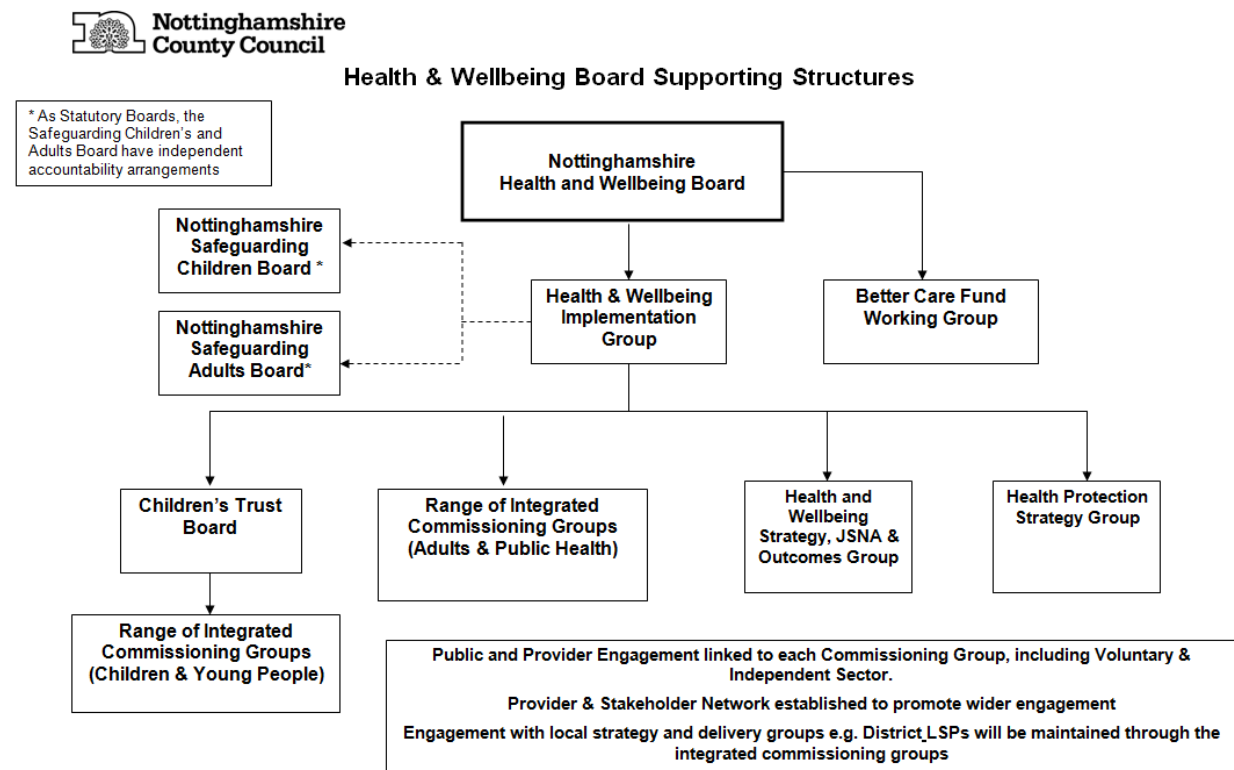 Nottinghamshire
County Council
Health & Wellbeing Board Supporting Structures
* As Statutory Boards, the
Safeguarding Children's and
Adults Board have independent
accountability arrangements
Nottinghamshire
Health and Wellbeing Board
Nottinghamshire
Safeguarding
Children Board *
Health & Wellbeing
Implementation
Group
Better Care Fund
Working Group
Nottinghamshire
Safeguarding
Adults Board*
Children's Trust
Board
Range of Integrated
Commissioning Groups
(Adults & Public Health)
Health and
Wellbeing
Strategy, JSNA &
Outcomes Group
Health Protection
Strategy Group
Range of Integrated
Commissioning Groups
(Children & Young People)
Public and Provider Engagement linked to each Commissioning Group, including Voluntary &
Independent Sector.
Provider & Stakeholder Network established to promote wider engagement
Engagement with local strategy and delivery groups e.g. District_LSPs will be maintained through the
integrated commissioning groups